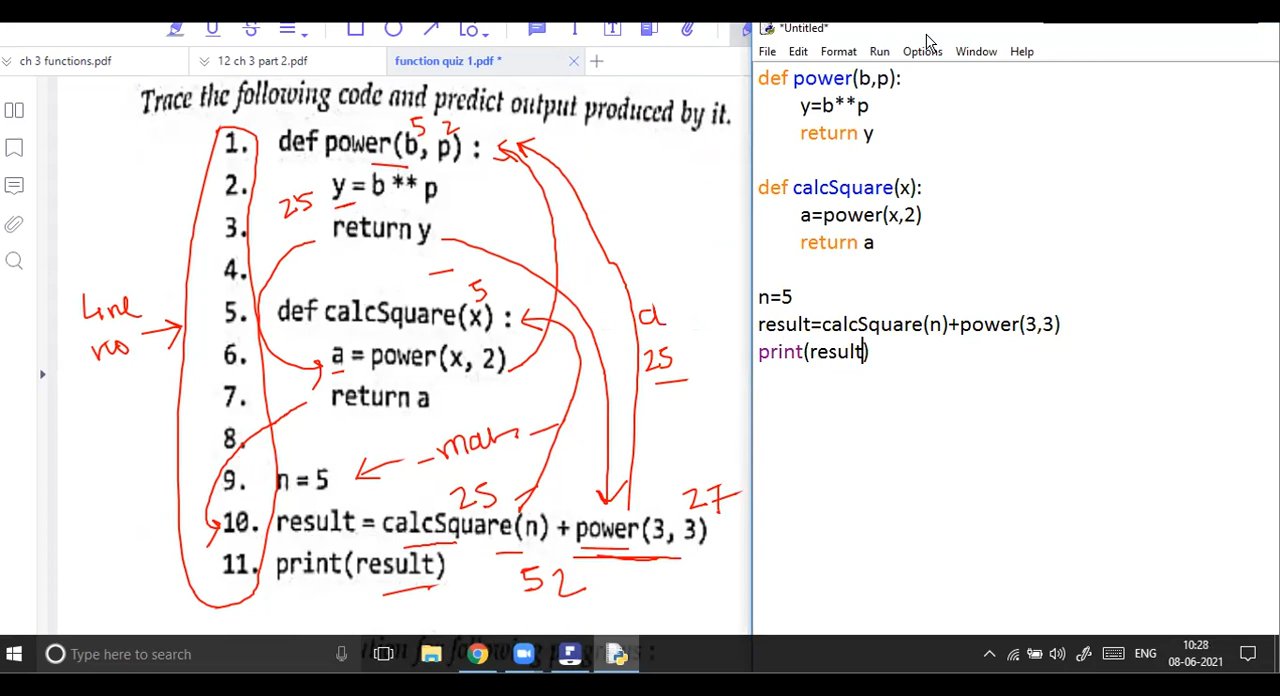 *Untitled*
ch 3 functions.pdf
12 ch 3 part 2.pdf
function quiz 1.pdf *
File Edit Format Run Options Window Help
Trace the following code and predict output produced by it.
5 2
1. def power(b, p) :
2. y = b ** p
25
3. return y
4.
5
5. def calcSquare(x) :
Line
no
6. a = power(x, 2)
a
25
7. return a
8.
main
9. n = 5
25 27
10. result = calcSquare(n) + power(3, 3)
11. print(result)
52
def power(b,p):
y=b**p
return y
def calcSquare(x):
a=power(x,2)
return a
n=5
result=calcSquare(n)+power(3,3)
print(result)
Type here to search
ENG
10:28
08-06-2021